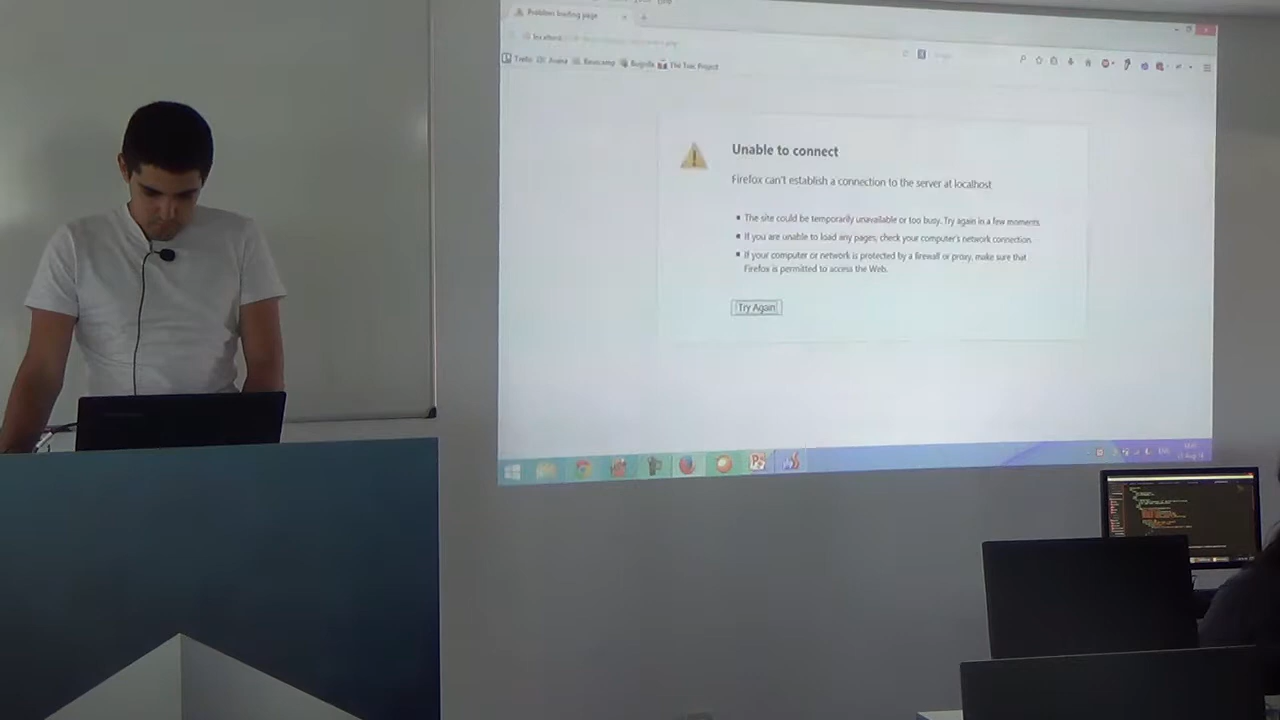 Problem loading page
localhost
Trello
Asana
Basecamp
Bugzilla
The Trac Project
Unable to connect
Firefox can't establish a connection to the server at localhost
The site could be temporarily unavailable or too busy. Try again in a few moments.
If you are unable to load any pages, check your computer's network connection.
If your computer or network is protected by a firewall or proxy, make sure that
Firefox is permitted to access the Web.
Try Again